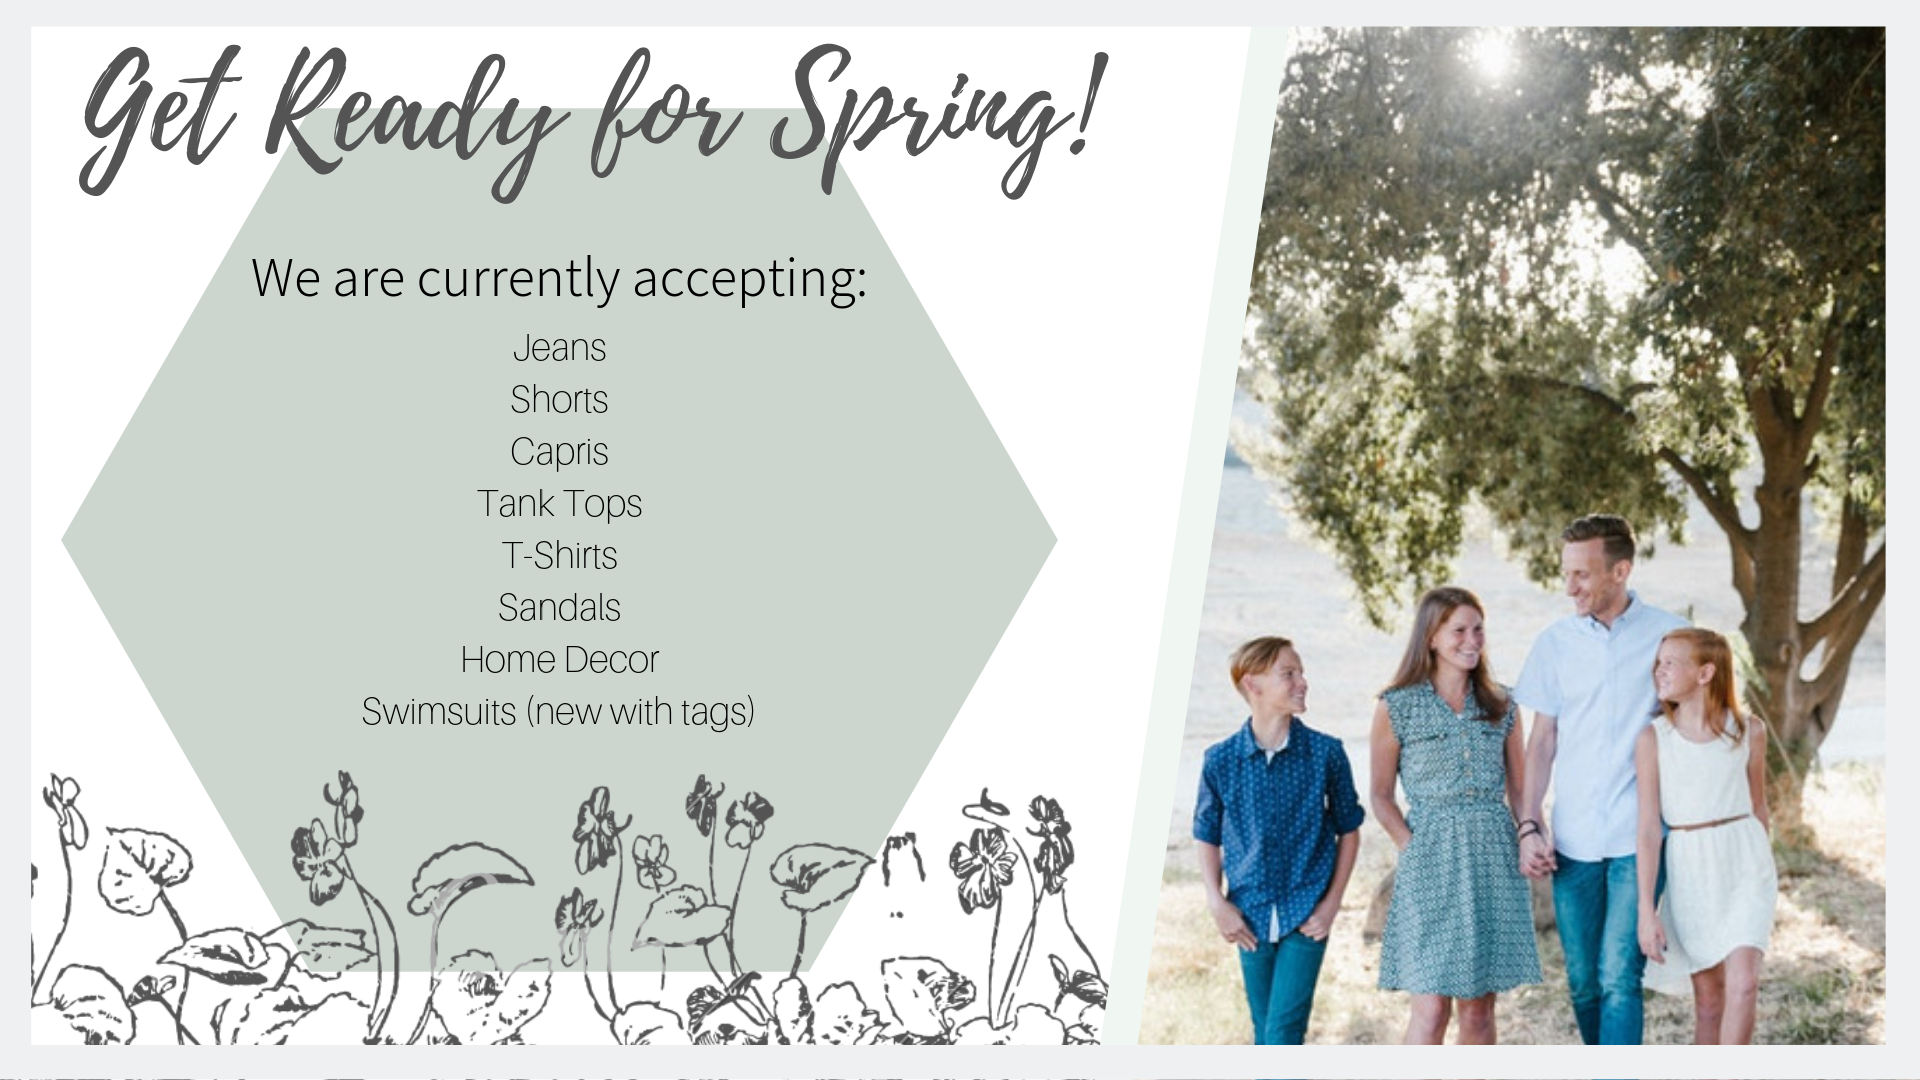 Get Ready for Spring!
We are currently accepting:
Jeans
Shorts
Capris
Tank Tops
T-Shirts
Sandals
Home Decor
Swimsuits (new with tags)